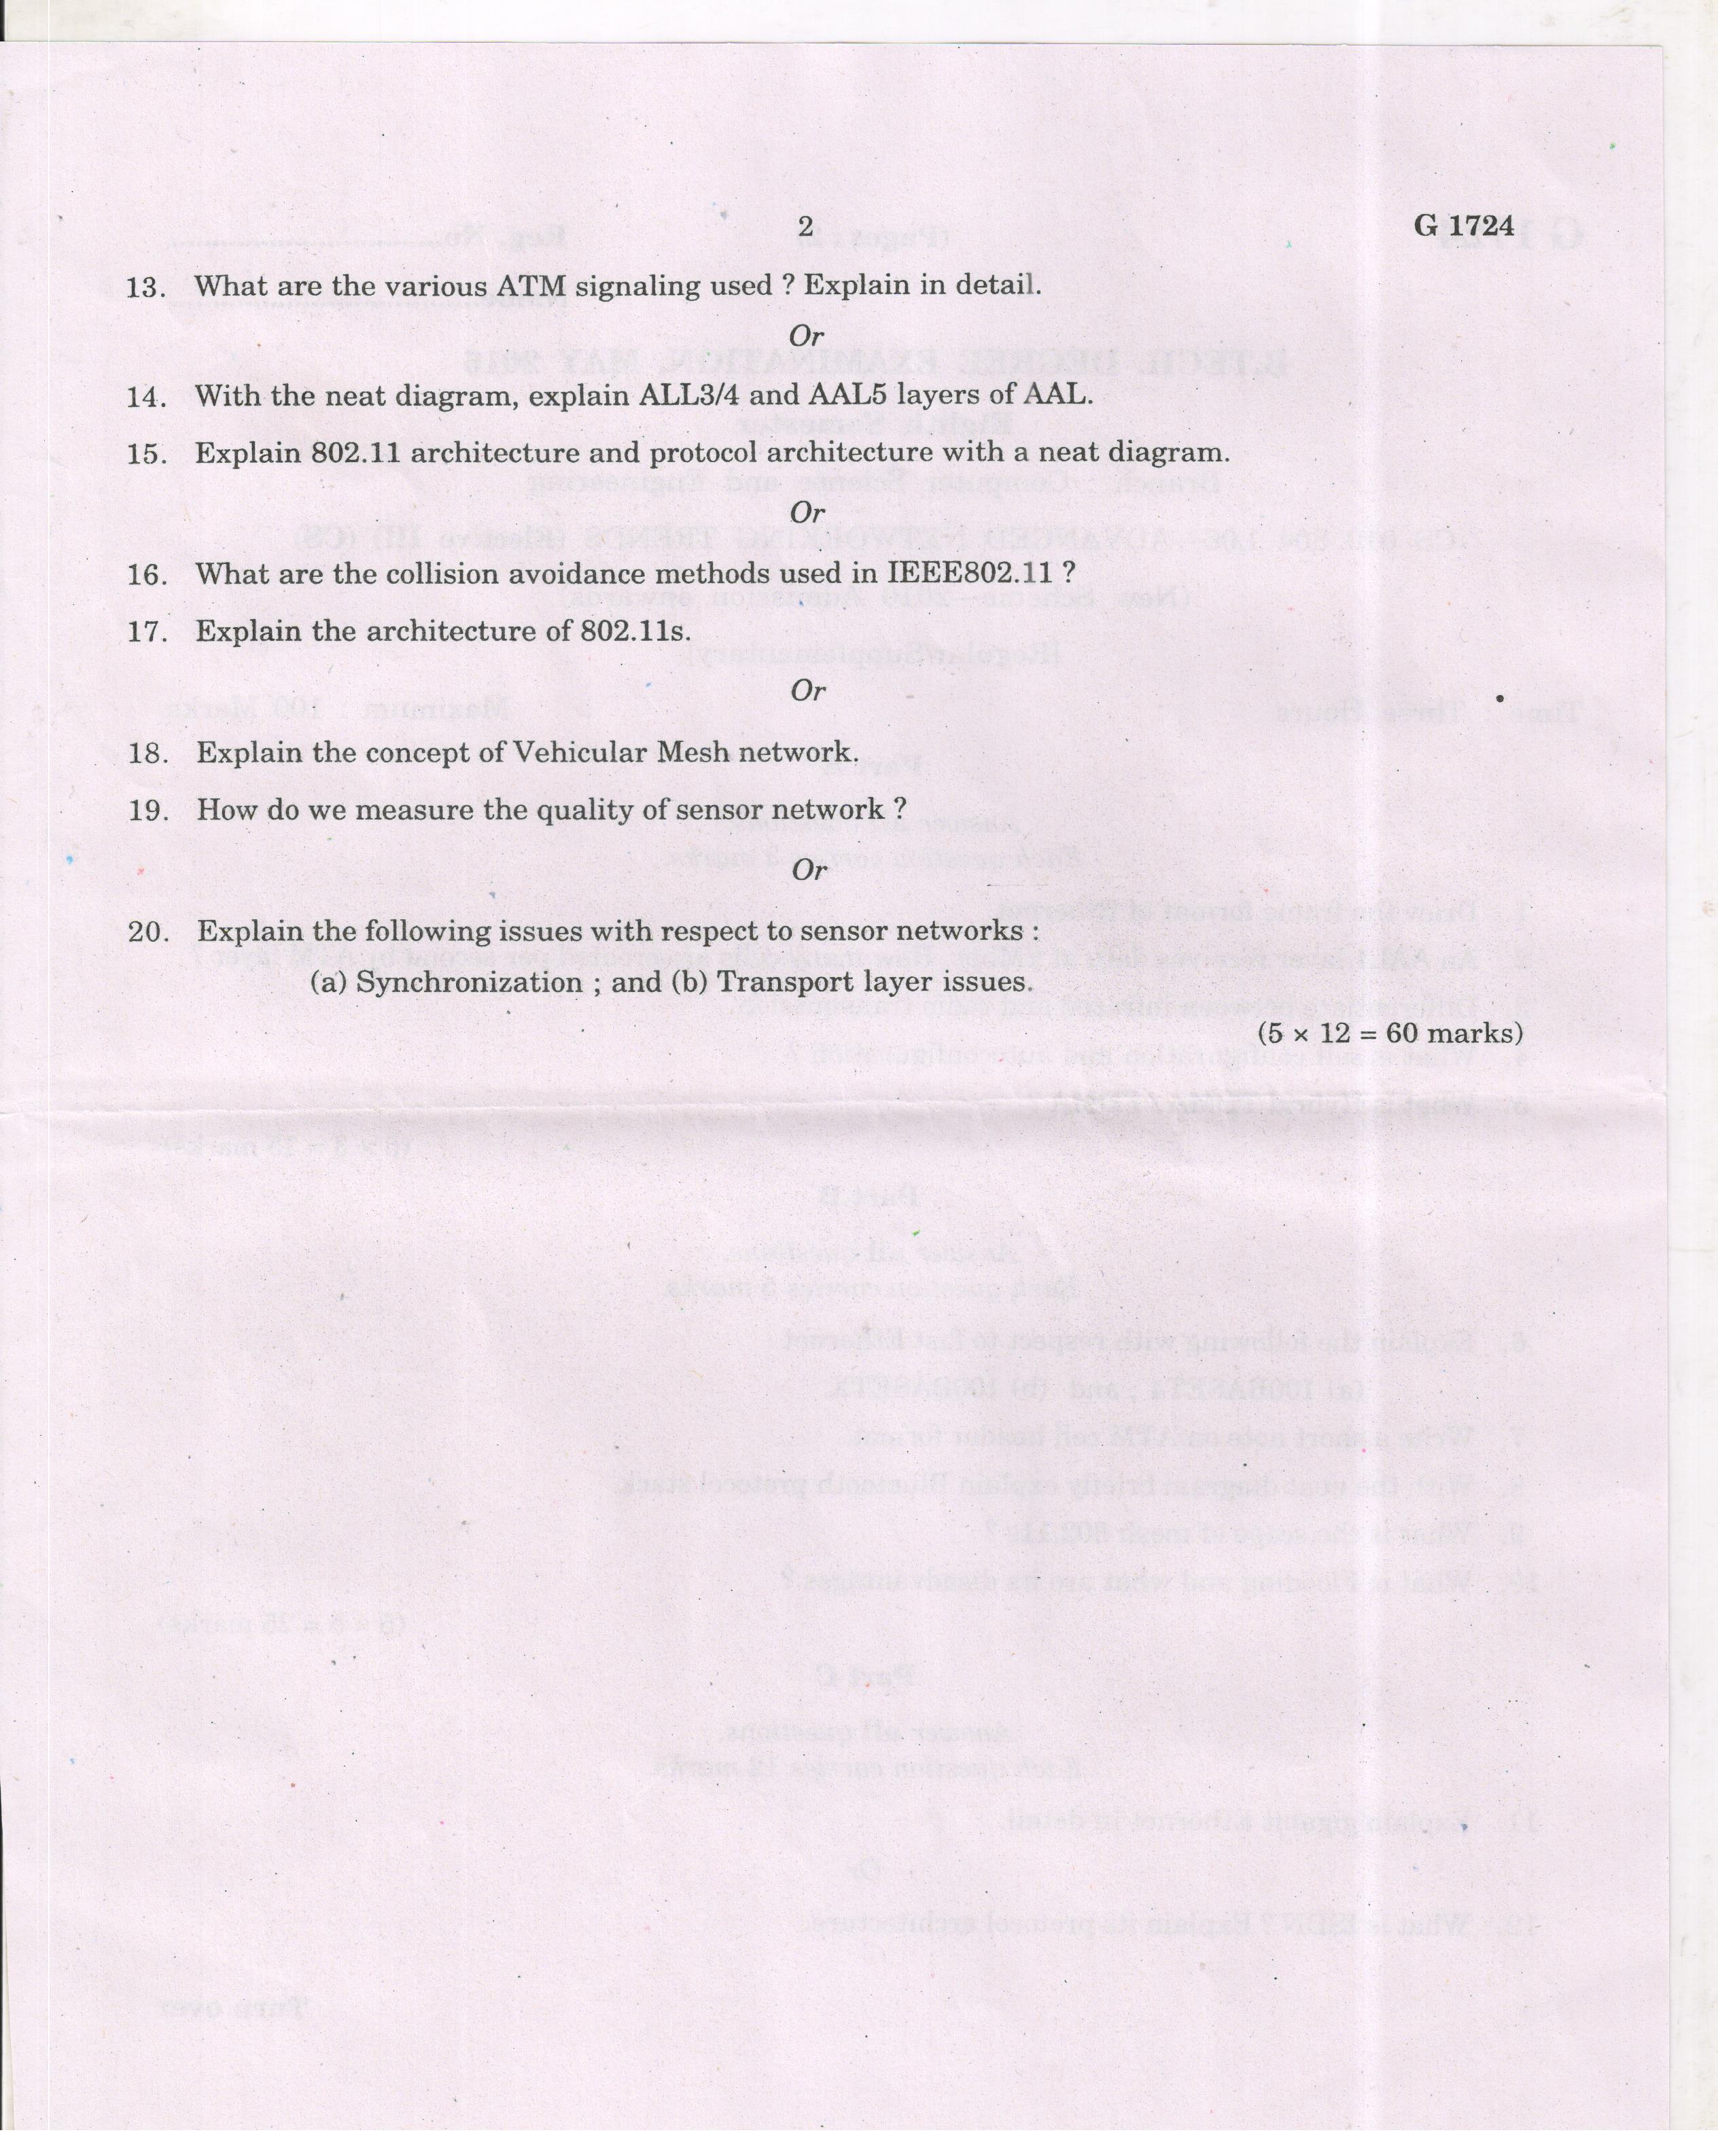 2
G 1724
13. What are the various ATM signaling used ? Explain in detail.
Or
14. With the neat diagram, explain ALL3/4 and AAL5 layers of AAL.
15. Explain 802.11 architecture and protocol architecture with a neat diagram.
Or
16. What are the collision avoidance methods used in IEEE802.11 ?
17. Explain the architecture of 802.11s.
Or
18. Explain the concept of Vehicular Mesh network.
19. How do we measure the quality of sensor network ?
Or
20. Explain the following issues with respect to sensor networks :
(a) Synchronization ; and (b) Transport layer issues.
(5 × 12 = 60 marks)